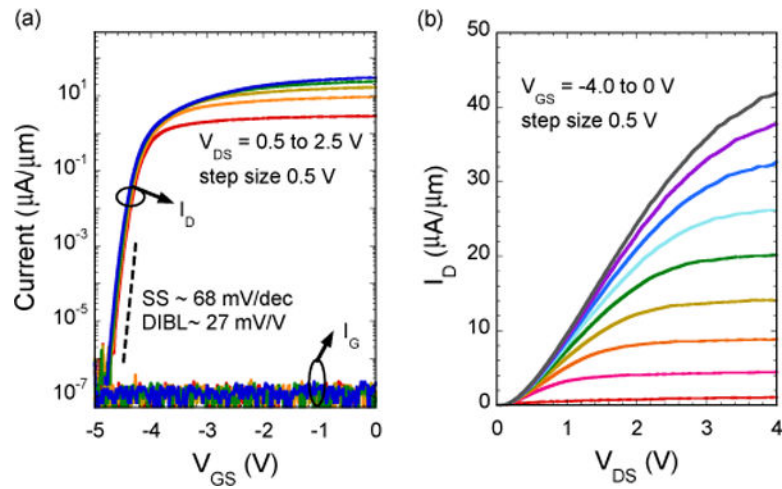 (a)
Current (μA/μm)
10¹
10⁻¹
10⁻³
10⁻⁵
10⁻⁷
V_DS = 0.5 to 2.5 V
step size 0.5 V
I_D
SS ~ 68 mV/dec
DIBL~ 27 mV/V
I_G
-5 -4 -3 -2 -1 0
V_GS (V)
(b)
I_D (μA/μm)
50
40
30
20
10
0
V_GS = -4.0 to 0 V
step size 0.5 V
0 1 2 3 4
V_DS (V)